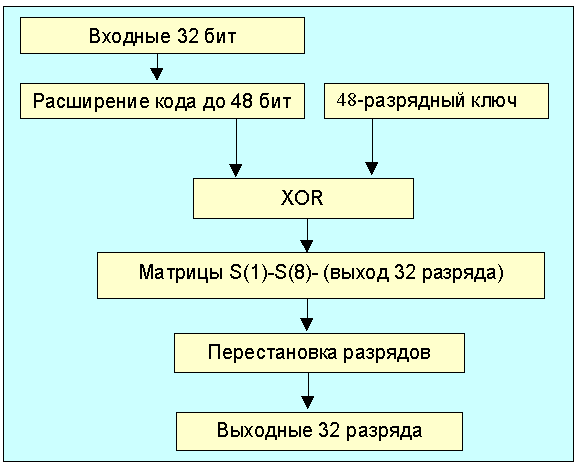 Входные 32 бит
Расширение кода до 48 бит
48-разрядный ключ
XOR
Матрицы S(1)-S(8)- (выход 32 разряда)
Перестановка разрядов
Выходные 32 разряда